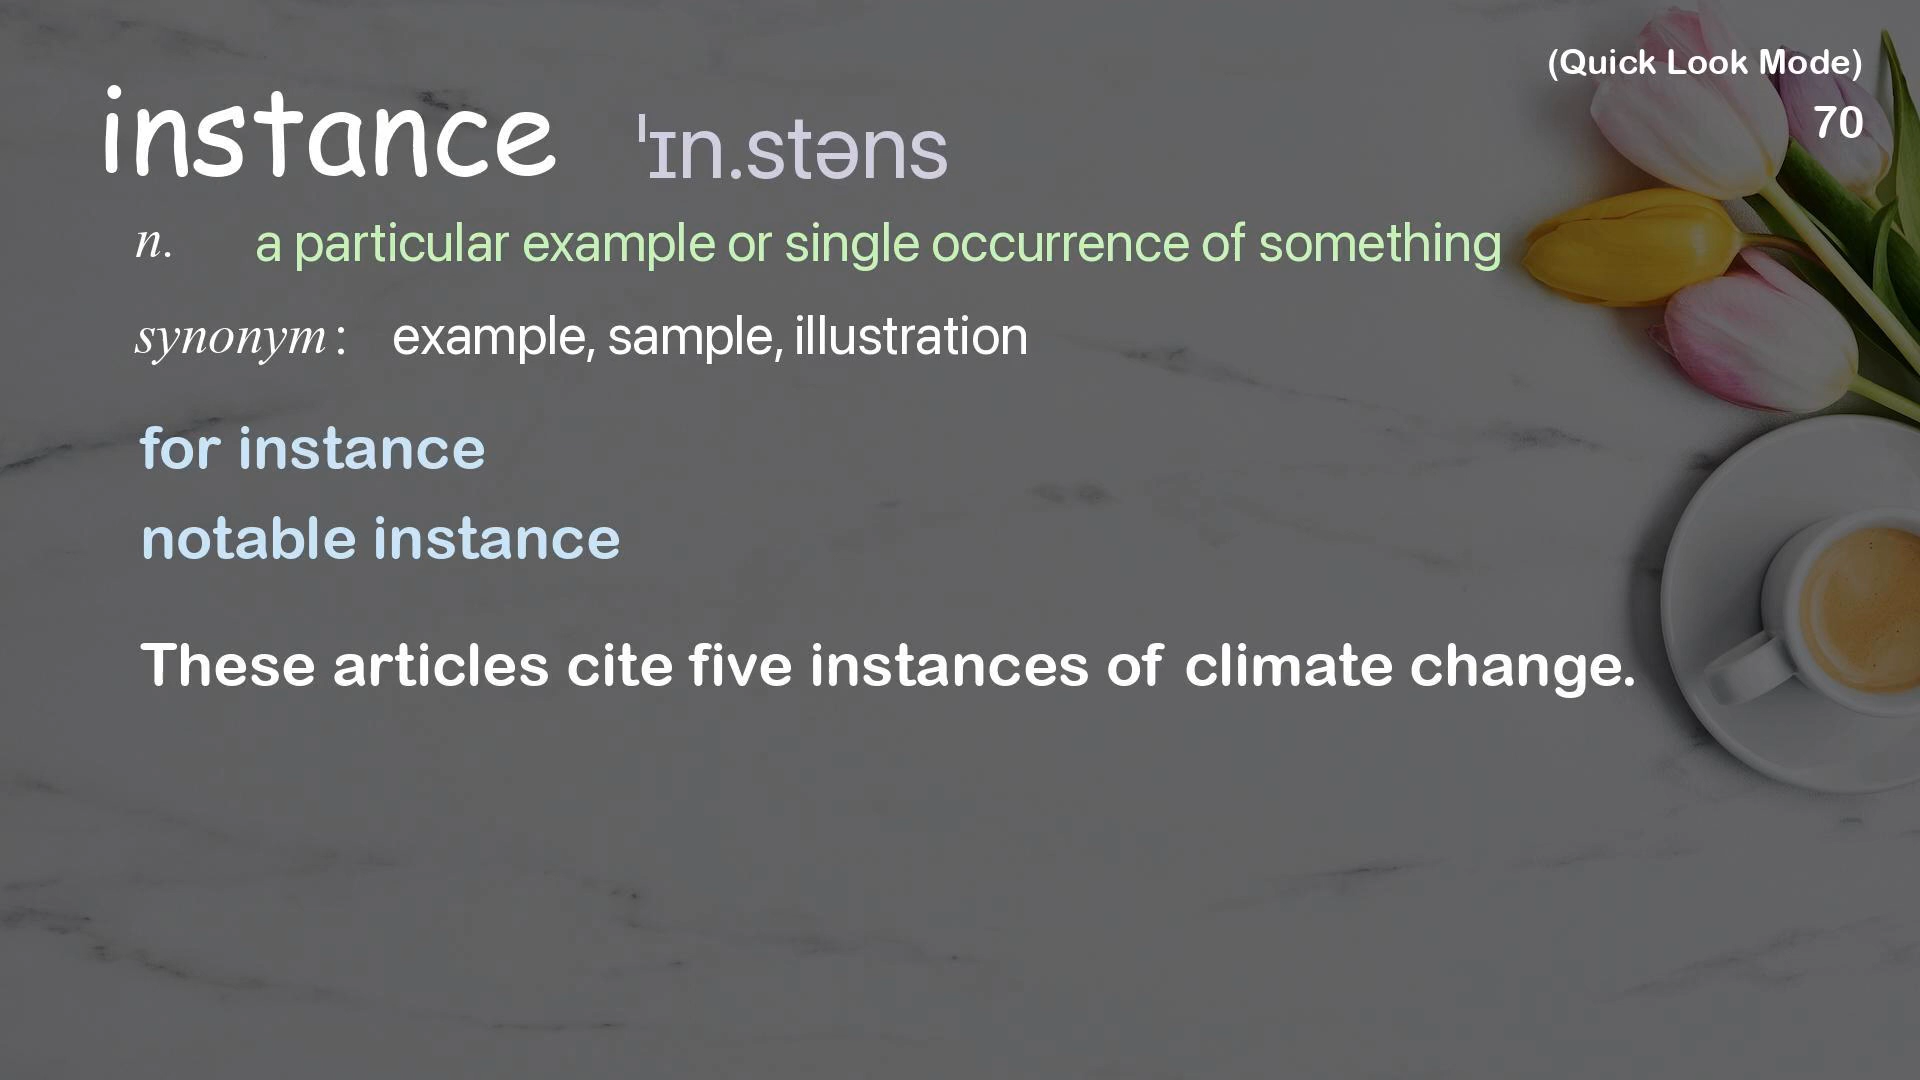 (Quick Look Mode)
70
instance ˈɪn.stəns
n. a particular example or single occurrence of something
synonym: example, sample, illustration
for instance
notable instance
These articles cite five instances of climate change.